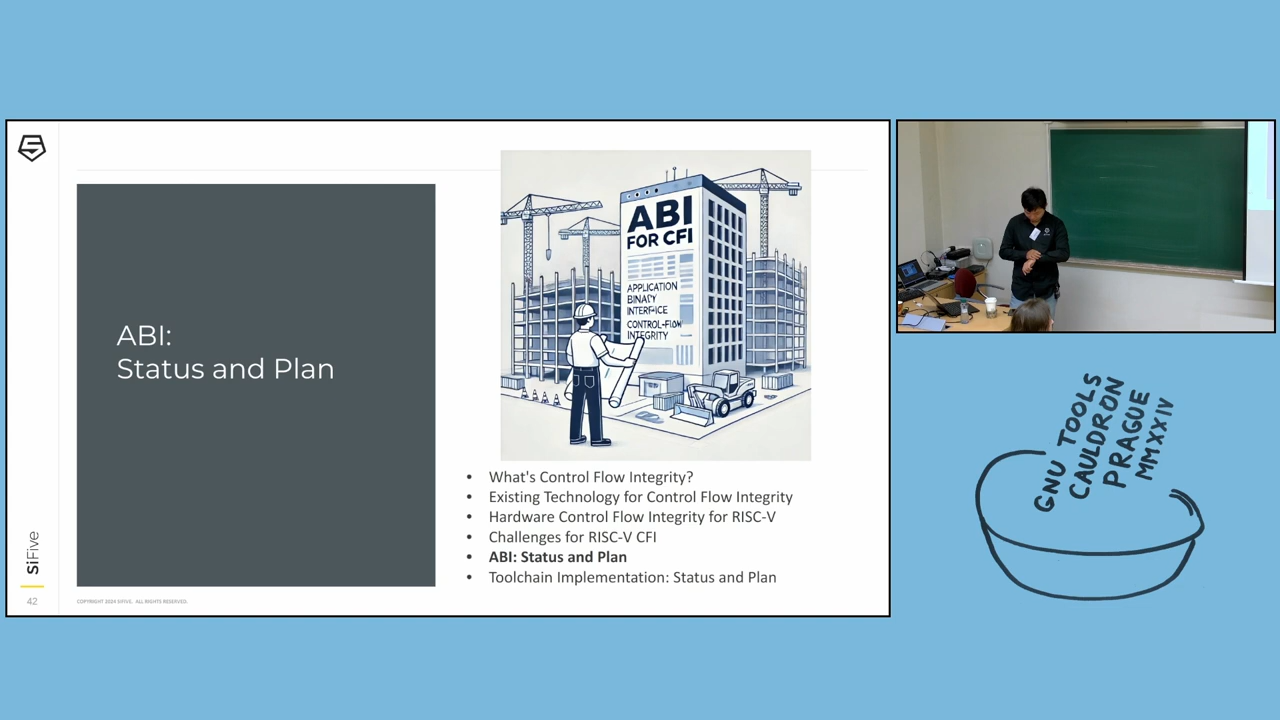 ABI:
Status and Plan
ABI
FOR CFI
APPLICATION
BINARY
INTERFACE
CONTROL-FLOW
INTEGRITY
• What's Control Flow Integrity?
• Existing Technology for Control Flow Integrity
• Hardware Control Flow Integrity for RISC-V
• Challenges for RISC-V CFI
• ABI: Status and Plan
• Toolchain Implementation: Status and Plan
SiFive
42
COPYRIGHT 2024 SIFIVE. ALL RIGHTS RESERVED.
GNU TOOLS
CAULDRON
PRAGUE
MMXXIV